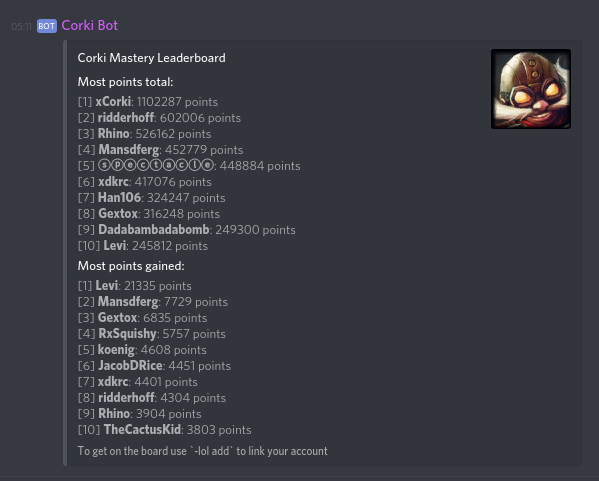 05:11 BOT Corki Bot
Corki Mastery Leaderboard
Most points total:
[1] xCorki: 1102287 points
[2] ridderhoff: 602006 points
[3] Rhino: 526162 points
[4] Mansdferg: 452779 points
[5] ⓢⓟⓔⓒⓣⓐⓒⓛⓔ: 448884 points
[6] xdkrc: 417076 points
[7] Han106: 324247 points
[8] Gextox: 316248 points
[9] Dadabambadabomb: 249300 points
[10] Levi: 245812 points
Most points gained:
[1] Levi: 21335 points
[2] Mansdferg: 7729 points
[3] Gextox: 6835 points
[4] RxSquishy: 5757 points
[5] koenig: 4608 points
[6] JacobDRice: 4451 points
[7] xdkrc: 4401 points
[8] ridderhoff: 4304 points
[9] Rhino: 3904 points
[10] TheCactusKid: 3803 points
To get on the board use `-lol add` to link your account